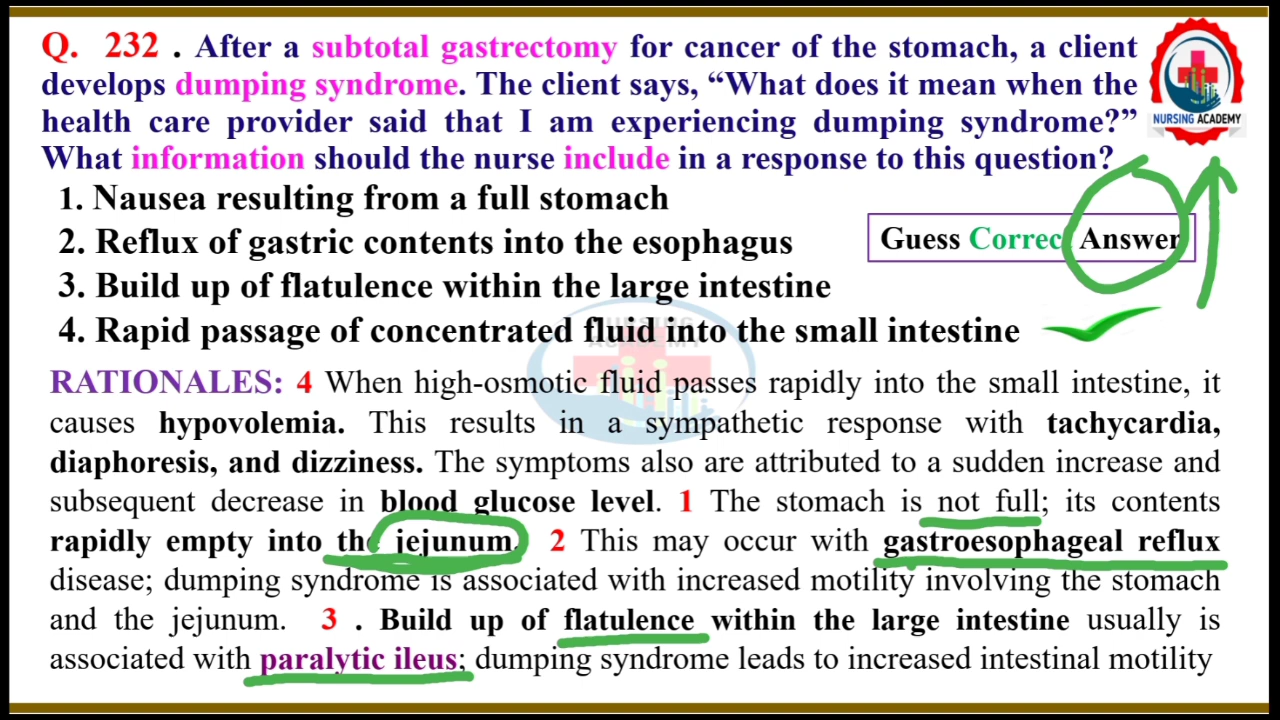 Q. 232 . After a subtotal gastrectomy for cancer of the stomach, a client
develops dumping syndrome. The client says, “What does it mean when the
health care provider said that I am experiencing dumping syndrome?”
What information should the nurse include in a response to this question?
NURSING ACADEMY
1. Nausea resulting from a full stomach
2. Reflux of gastric contents into the esophagus
Guess Correc Answer
3. Build up of flatulence within the large intestine
4. Rapid passage of concentrated fluid into the small intestine
NURSING
ACADEMY
RATIONALES: 4 When high-osmotic fluid passes rapidly into the small intestine, it
causes hypovolemia. This results in a sympathetic response with tachycardia,
diaphoresis, and dizziness. The symptoms also are attributed to a sudden increase and
subsequent decrease in blood glucose level. 1 The stomach is not full; its contents
rapidly empty into the jejunum. 2 This may occur with gastroesophageal reflux
disease; dumping syndrome is associated with increased motility involving the stomach
and the jejunum. 3 . Build up of flatulence within the large intestine usually is
associated with paralytic ileus; dumping syndrome leads to increased intestinal motility